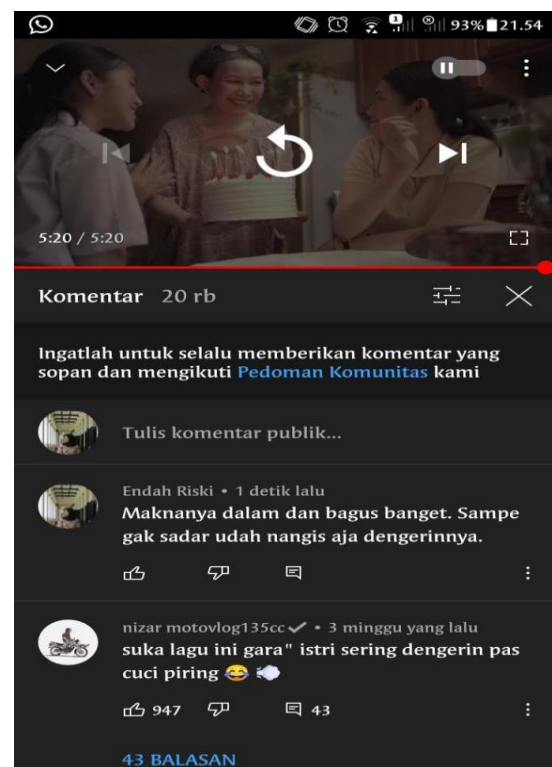 93% 21.54
5:20 / 5:20
Komentar 20 rb
Ingatlah untuk selalu memberikan komentar yang
sopan dan mengikuti Pedoman Komunitas kami
Tulis komentar publik...
Endah Riski • 1 detik lalu
Maknanya dalam dan bagus banget. Sampe
gak sadar udah nangis aja dengerinnya.
nizar motovlog135cc✔ • 3 minggu yang lalu
suka lagu ini gara" istri sering dengerin pas
cuci piring 😂 💨
947 43
43 BALASAN